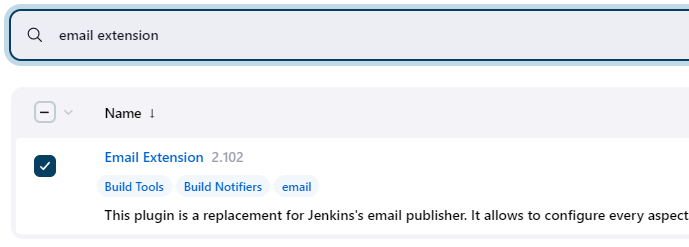 email extension
Name ↓
Email Extension 2.102
Build Tools Build Notifiers email
This plugin is a replacement for Jenkins's email publisher. It allows to configure every aspect